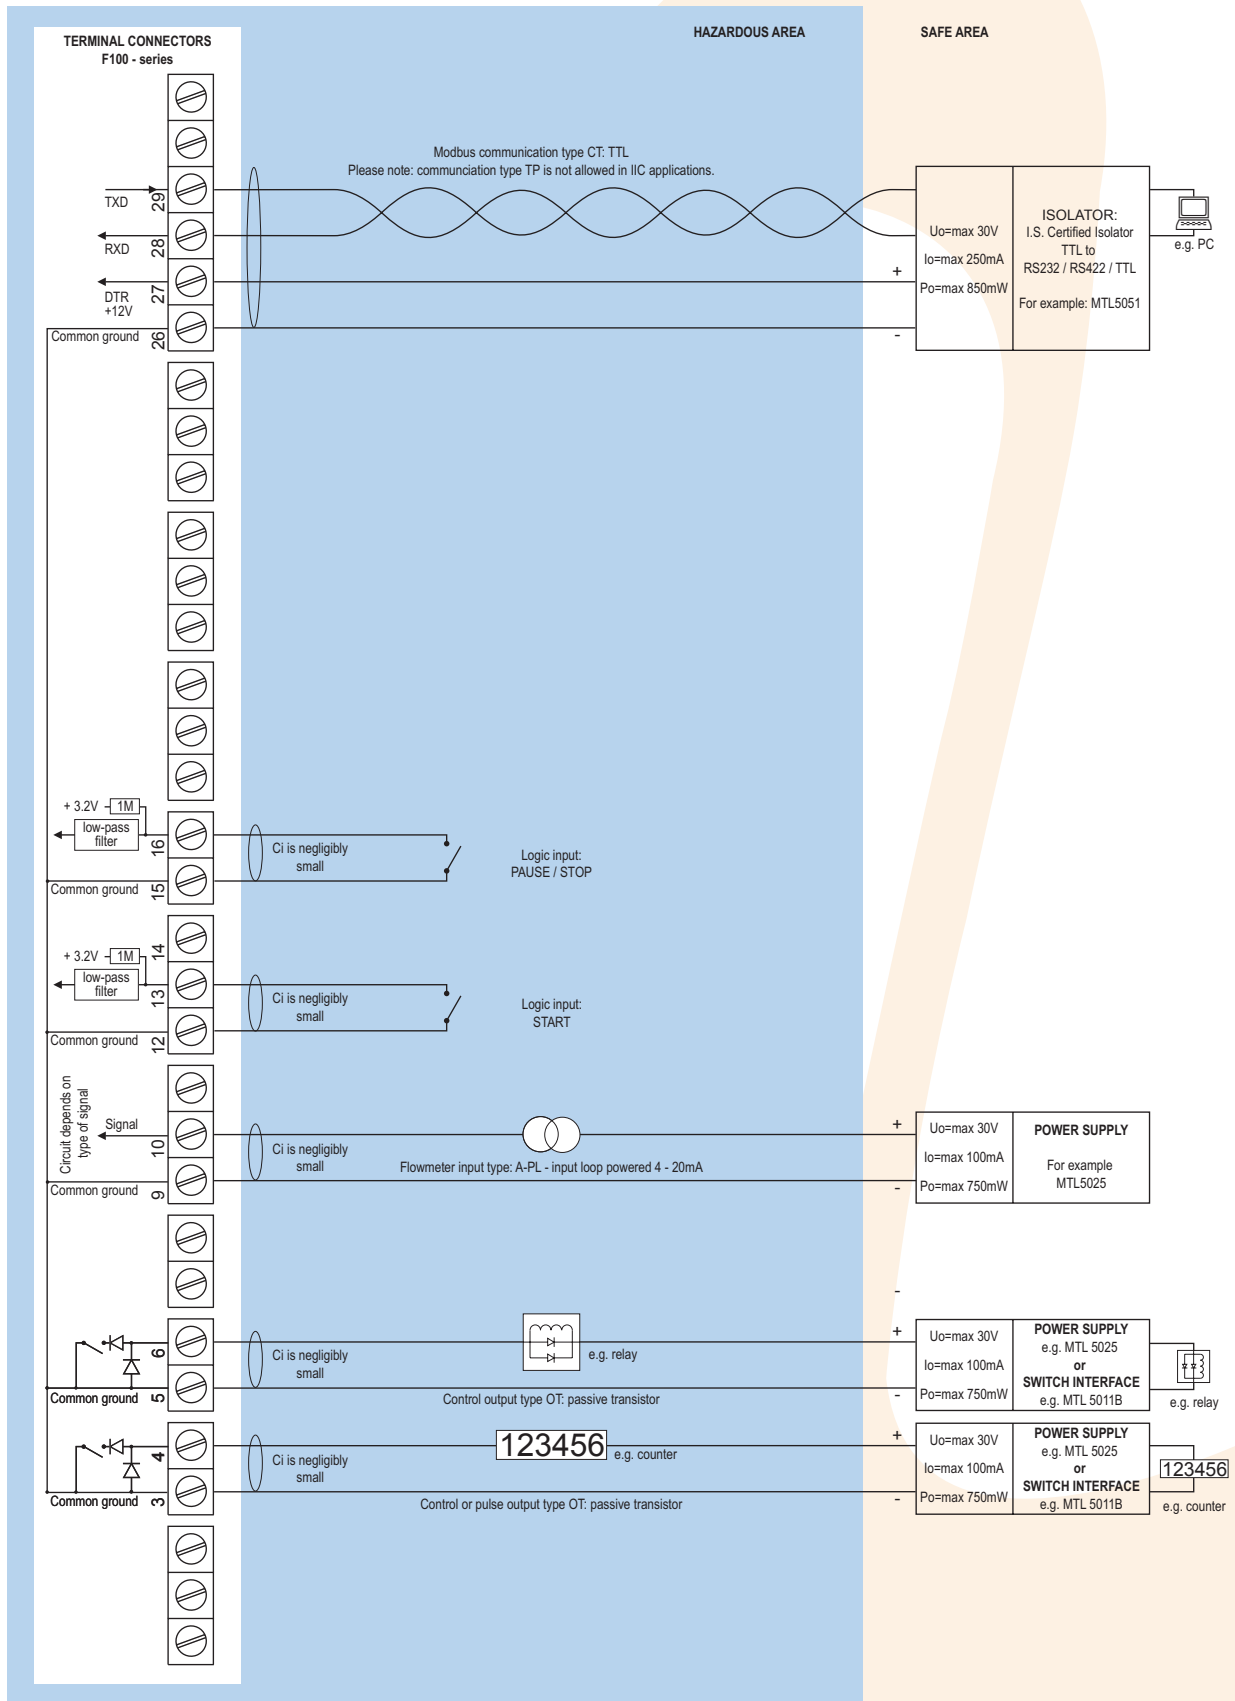 HAZARDOUS AREA
SAFE AREA
TERMINAL CONNECTORS
F100 - series
Modbus communication type CT: TTL
Please note: communciation type TP is not allowed in IIC applications.
TXD
29
RXD
28
DTR
+12V
27
Common ground
26
+
-
Uo=max 30V
Io=max 250mA
Po=max 850mW
ISOLATOR:
I.S. Certified Isolator
TTL to
RS232 / RS422 / TTL
For example: MTL5051
e.g. PC
+ 3.2V
1M
low-pass
filter
16
Common ground
15
Ci is negligibly
small
Logic input:
PAUSE / STOP
14
+ 3.2V
1M
low-pass
filter
13
Common ground
12
Ci is negligibly
small
Logic input:
START
Circuit depends on
type of signal
Signal
10
Common ground
9
Ci is negligibly
small
Flowmeter input type: A-PL - input loop powered 4 - 20mA
+
-
Uo=max 30V
Io=max 100mA
Po=max 750mW
POWER SUPPLY
For example
MTL5025
-
6
Common ground
5
Ci is negligibly
small
e.g. relay
Control output type OT: passive transistor
+
-
Uo=max 30V
Io=max 100mA
Po=max 750mW
POWER SUPPLY
e.g. MTL 5025
or
SWITCH INTERFACE
e.g. MTL 5011B
e.g. relay
4
Common ground
3
Ci is negligibly
small
123456
e.g. counter
Control or pulse output type OT: passive transistor
+
-
Uo=max 30V
Io=max 100mA
Po=max 750mW
POWER SUPPLY
e.g. MTL 5025
or
SWITCH INTERFACE
e.g. MTL 5011B
123456
e.g. counter